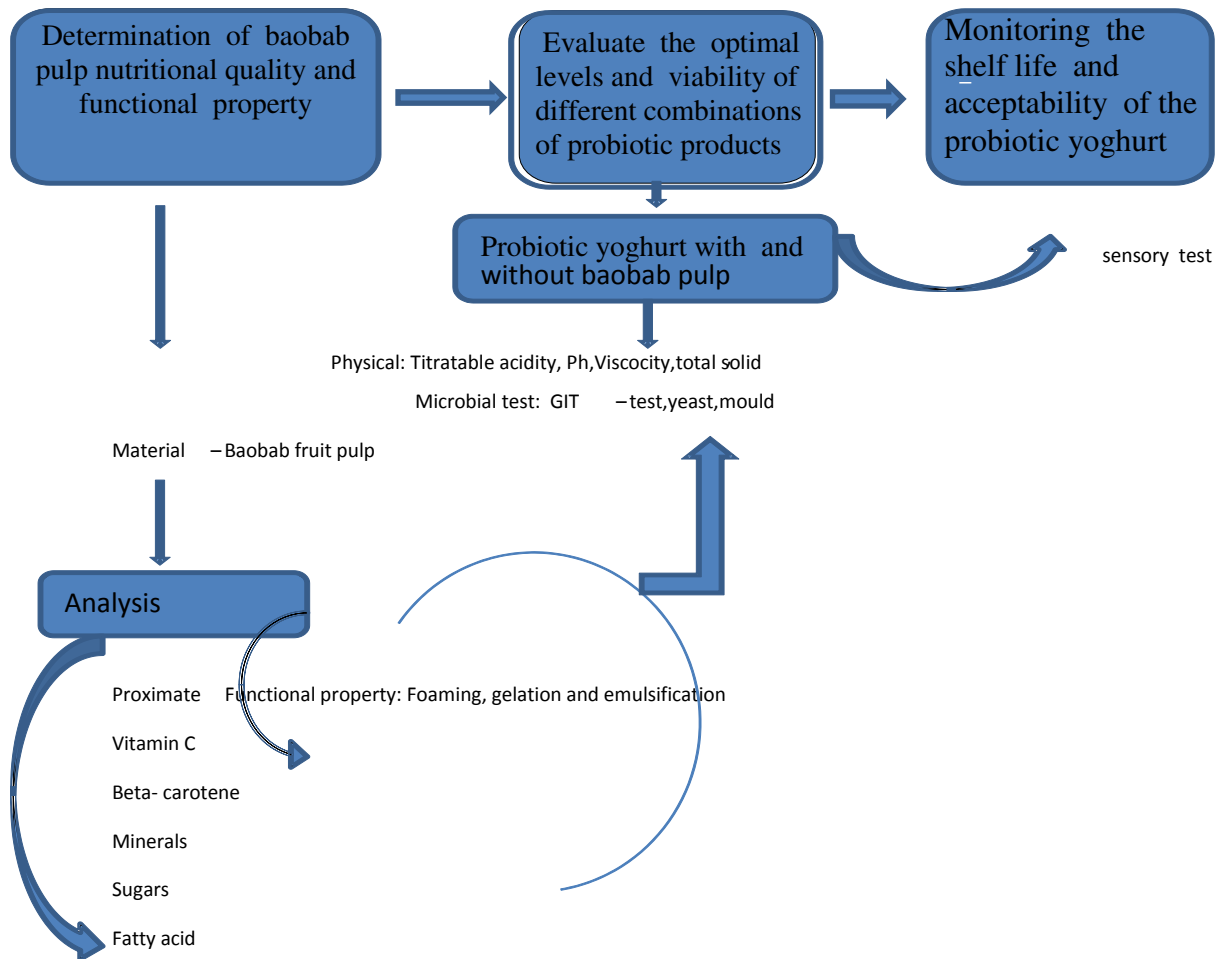 Determination of baobab
pulp nutritional quality and
functional property
Evaluate the optimal
levels and viability of
different combinations
of probiotic products
Monitoring the
shelf life and
acceptability of the
probiotic yoghurt
Probiotic yoghurt with and
without baobab pulp
sensory test
Physical: Titratable acidity, Ph,Viscocity,total solid
Microbial test: GIT –test,yeast,mould
Material –Baobab fruit pulp
Analysis
Proximate Functional property: Foaming, gelation and emulsification
Vitamin C
Beta- carotene
Minerals
Sugars
Fatty acid